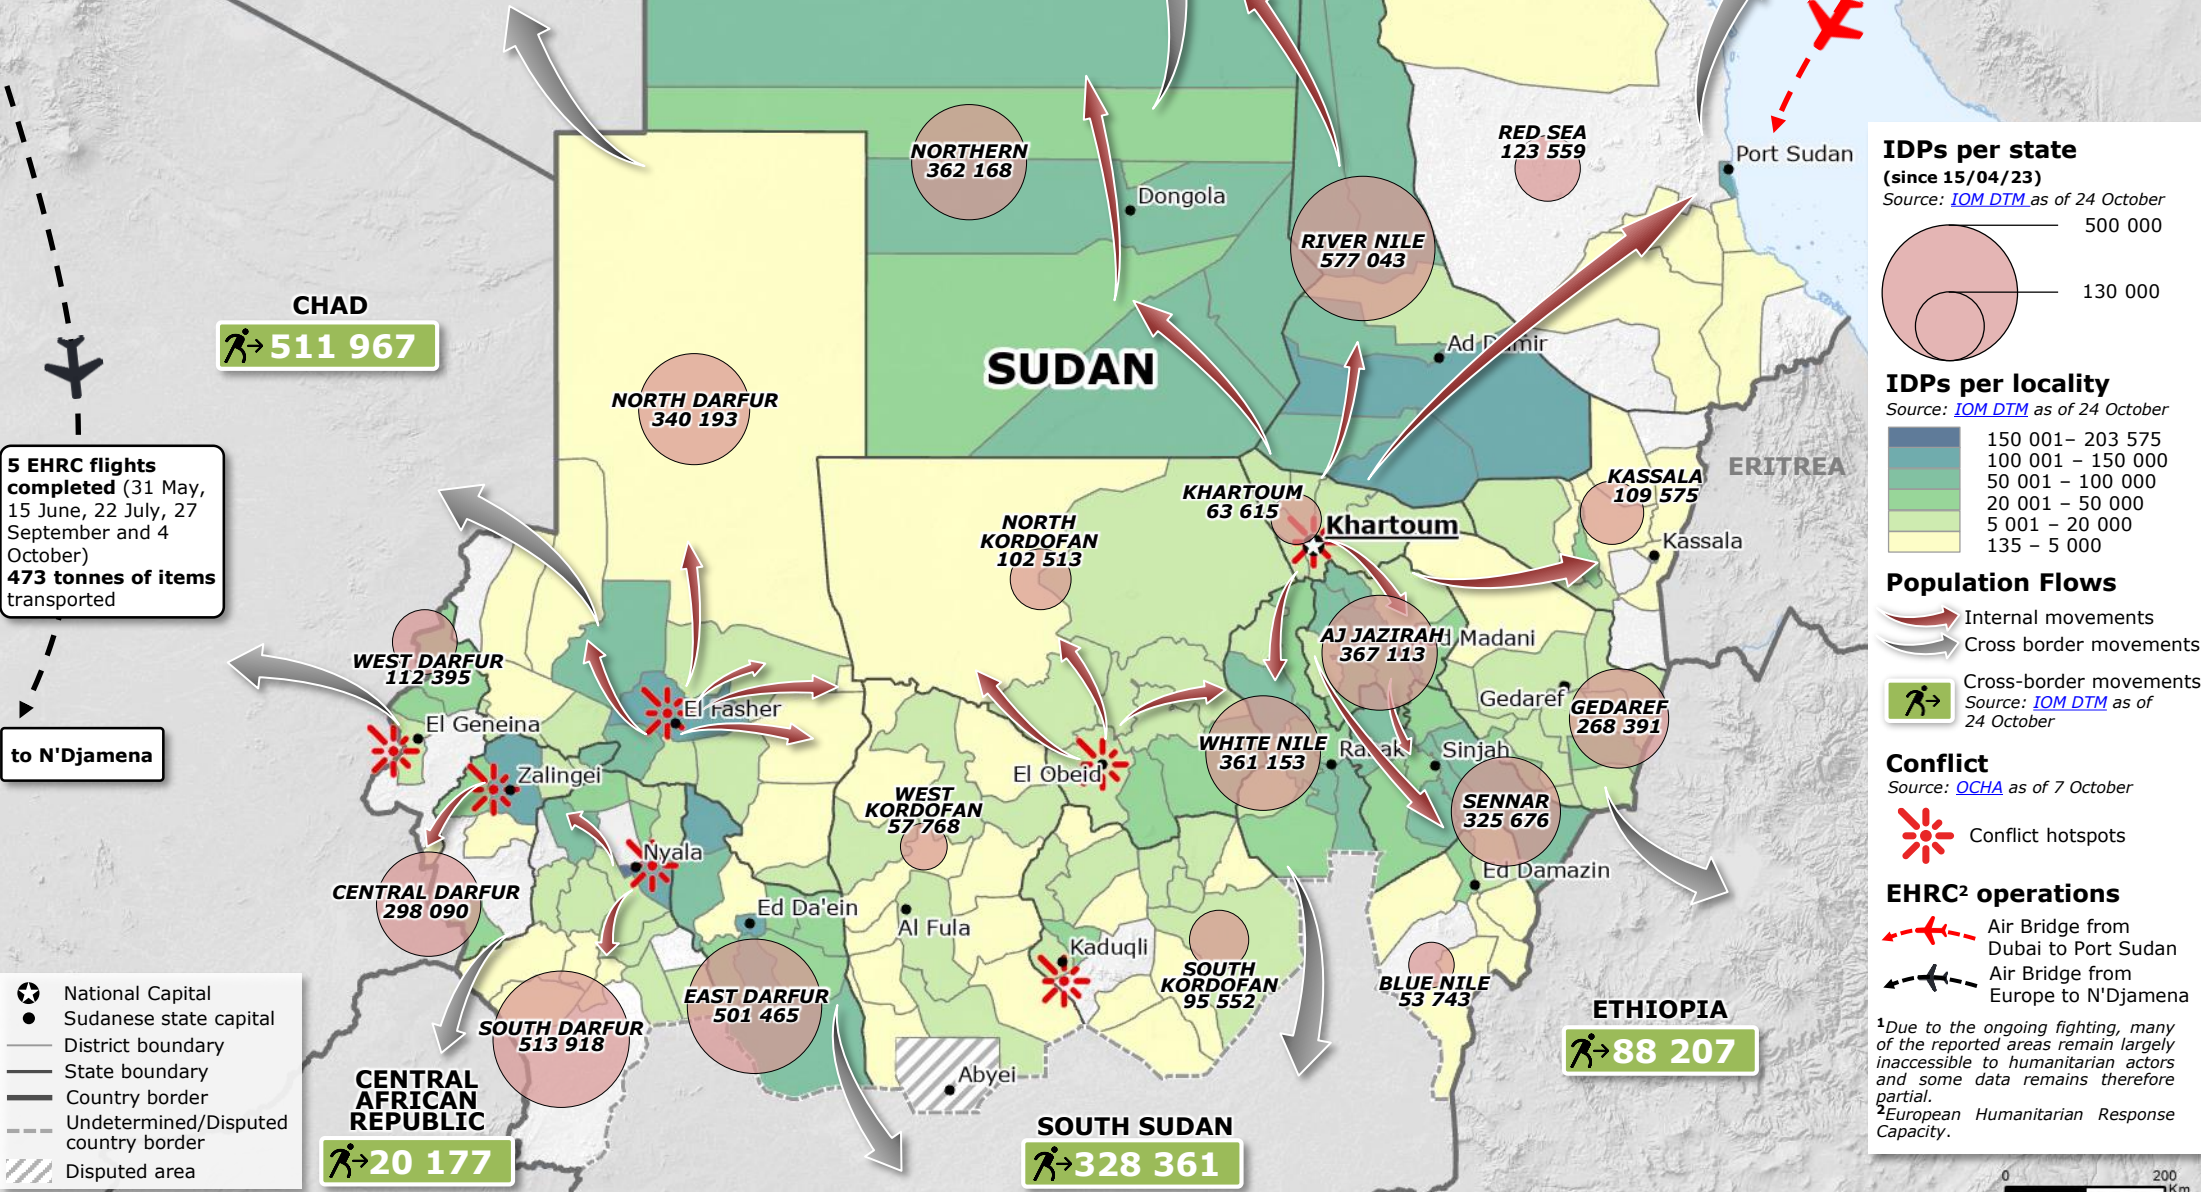 NORTHERN
362 168
RED SEA
123 559
Port Sudan
Dongola
RIVER NILE
577 043
CHAD
511 967
SUDAN
Ad Damir
NORTH DARFUR
340 193
5 EHRC flights
completed (31 May,
15 June, 22 July, 27
September and 4
October)
473 tonnes of items
transported
to N'Djamena
ERITREA
KASSALA
109 575
Kassala
KHARTOUM
63 615
Khartoum
NORTH
KORDOFAN
102 513
WEST DARFUR
112 395
El Geneina
El Fasher
Zalingei
AJ JAZIRAH
367 113
d Madani
Gedaref
GEDAREF
268 391
WHITE NILE
361 153
Rabak
Sinjah
SENNAR
325 676
El Obeid
WEST
KORDOFAN
57 768
Nyala
Ed Damazin
CENTRAL DARFUR
298 090
Ed Da'ein
Al Fula
Kaduqli
SOUTH
KORDOFAN
95 552
BLUE NILE
53 743
EAST DARFUR
501 465
SOUTH DARFUR
513 918
ETHIOPIA
88 207
Abyei
CENTRAL
AFRICAN
REPUBLIC
20 177
SOUTH SUDAN
328 361
National Capital
Sudanese state capital
District boundary
State boundary
Country border
Undetermined/Disputed
country border
Disputed area
IDPs per state
(since 15/04/23)
Source: IOM DTM as of 24 October
500 000
130 000
IDPs per locality
Source: IOM DTM as of 24 October
150 001– 203 575
100 001 – 150 000
50 001 – 100 000
20 001 – 50 000
5 001 – 20 000
135 – 5 000
Population Flows
Internal movements
Cross border movements
Cross-border movements
Source: IOM DTM as of
24 October
Conflict
Source: OCHA as of 7 October
Conflict hotspots
EHRC² operations
Air Bridge from
Dubai to Port Sudan
Air Bridge from
Europe to N'Djamena
¹Due to the ongoing fighting, many
of the reported areas remain largely
inaccessible to humanitarian actors
and some data remains therefore
partial.
²European Humanitarian Response
Capacity.
0 200
Km